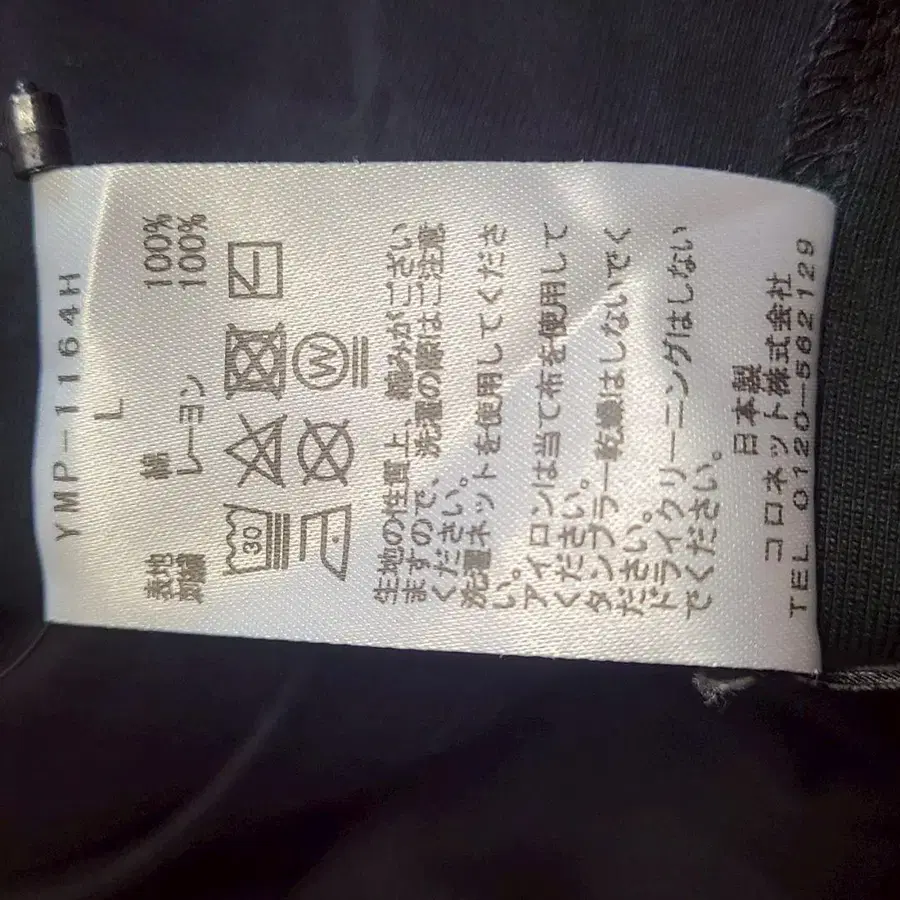 YMP-1164H
L
表地 綿 100%
刺繍 レーヨン 100%
30
W
生地の性質上、縮みがござい
ますので、洗濯の際はご注意
ください。
洗濯ネットを使用してくださ
い。
アイロンは当て布を使用して
ください。
タンブラー乾燥はしないでく
ださい。
ドライクリーニングはしない
でください。
日本製
コロネット株式会社
TEL 0120-562129